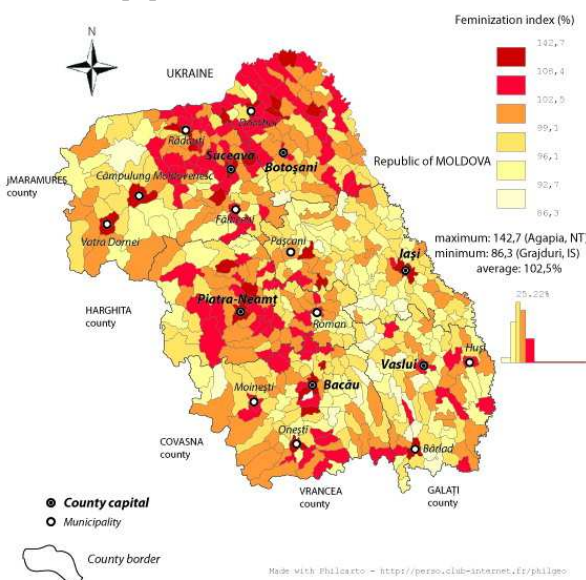 Feminization index (%)
142,7
108,4
102,5
99,3
96,1
92,7
86,3
N
UKRAINE
Republic of MOLDOVA
jMARAMUREȘ
county
HARGHITA
county
COVASNA
county
VRANCEA
county
GALAȚI
county
Dorohoi
Rădăuți
Suceava
Botoșani
Câmpulung Moldovenesc
Fălticeni
Vatra Dornei
Pașcani
Iași
Piatra-Neamț
Roman
Huși
Vaslui
Bacău
Moinești
Onești
Bârlad
maximum: 142,7 (Agapia, NT)
minimum: 86,3 (Grajduri, IS)
average: 102,5%
25.22%
County capital
Municipality
County border
Made with Philcarto - http://perso.club-internet.fr/philgeo